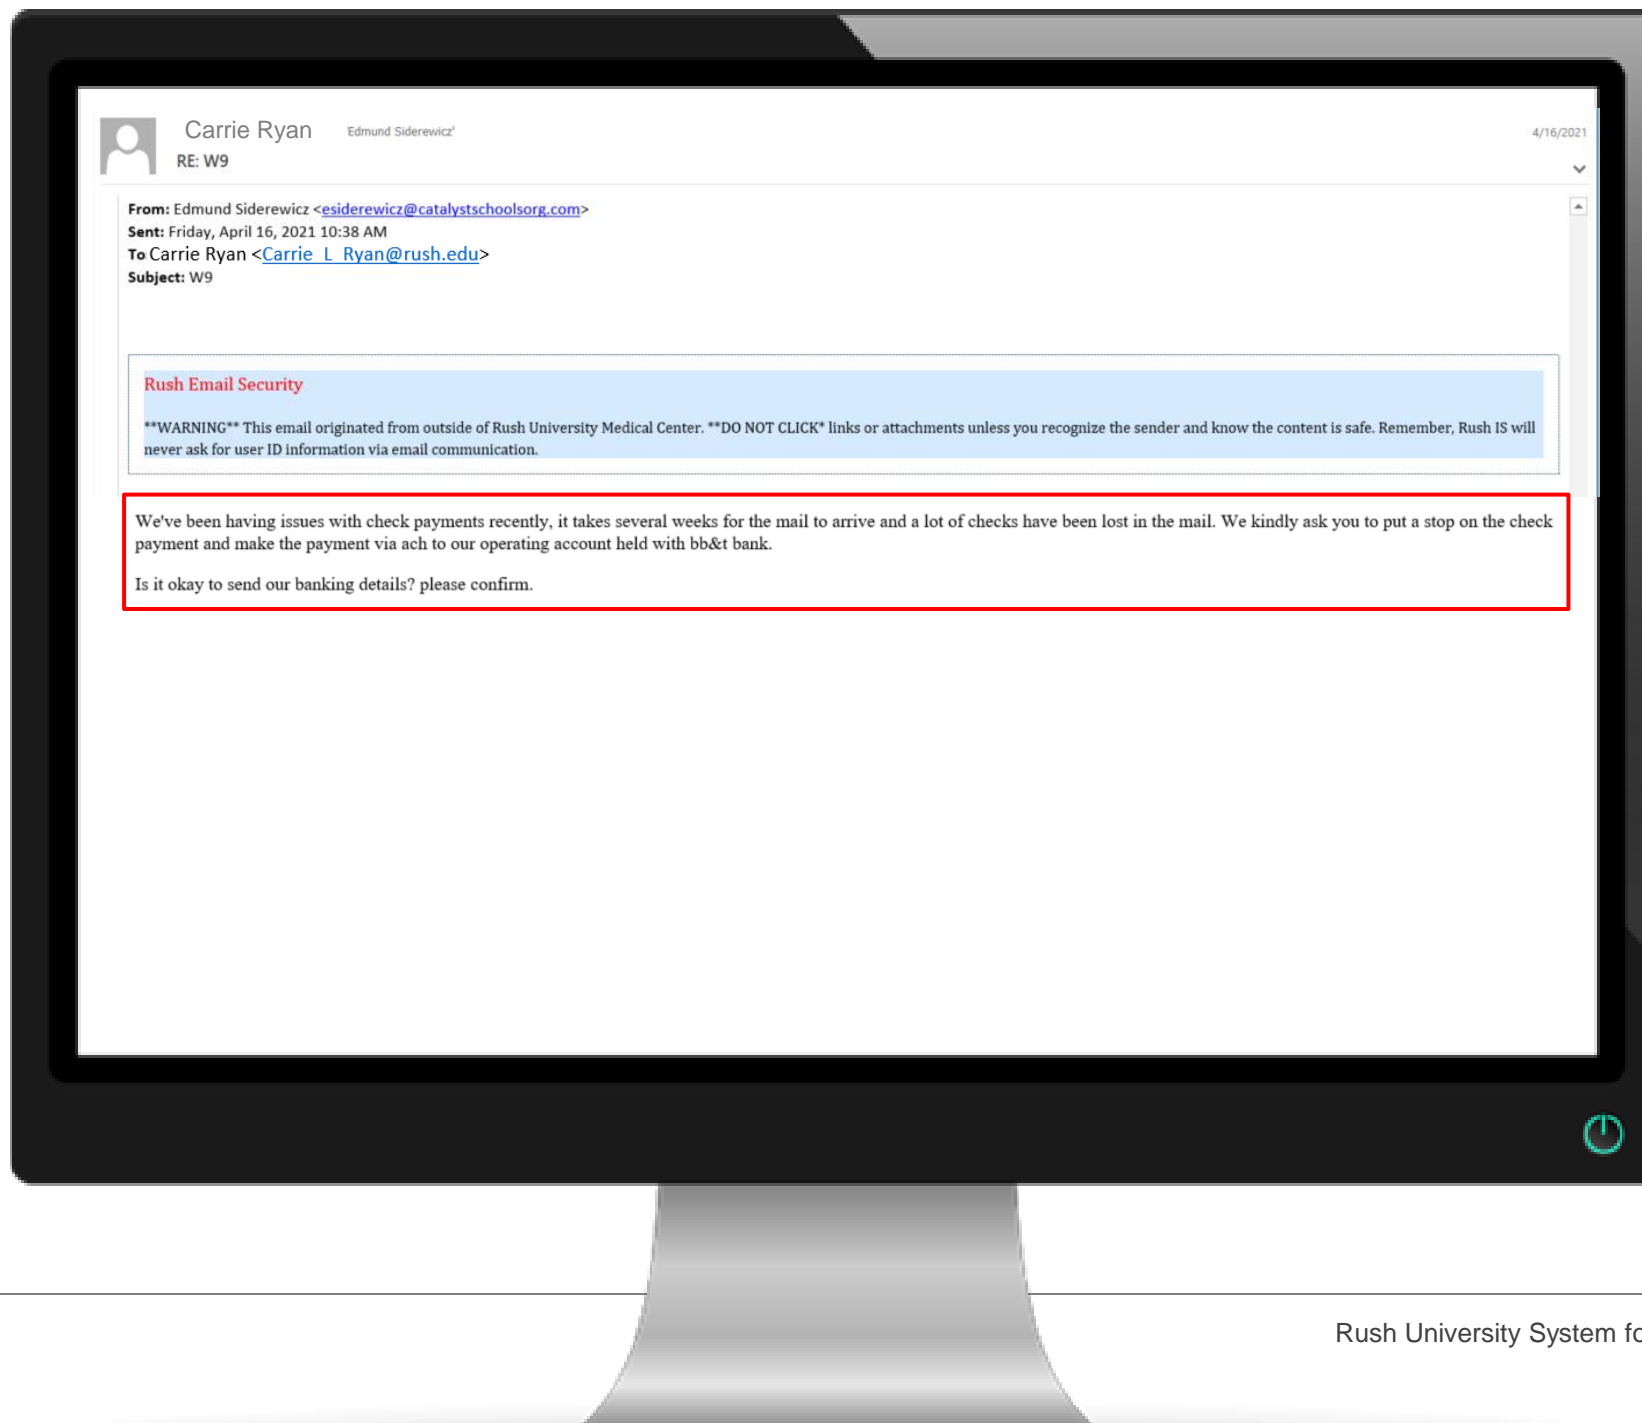 Carrie Ryan 'Edmund Siderewicz' 4/16/2021
RE: W9
From: Edmund Siderewicz <esiderewicz@catalystschoolsorg.com>
Sent: Friday, April 16, 2021 10:38 AM
To Carrie Ryan <Carrie_L_Ryan@rush.edu>
Subject: W9
Rush Email Security
**WARNING** This email originated from outside of Rush University Medical Center. **DO NOT CLICK* links or attachments unless you recognize the sender and know the content is safe. Remember, Rush IS will
never ask for user ID information via email communication.
We've been having issues with check payments recently, it takes several weeks for the mail to arrive and a lot of checks have been lost in the mail. We kindly ask you to put a stop on the check
payment and make the payment via ach to our operating account held with bb&t bank.
Is it okay to send our banking details? please confirm.
Rush University System fo